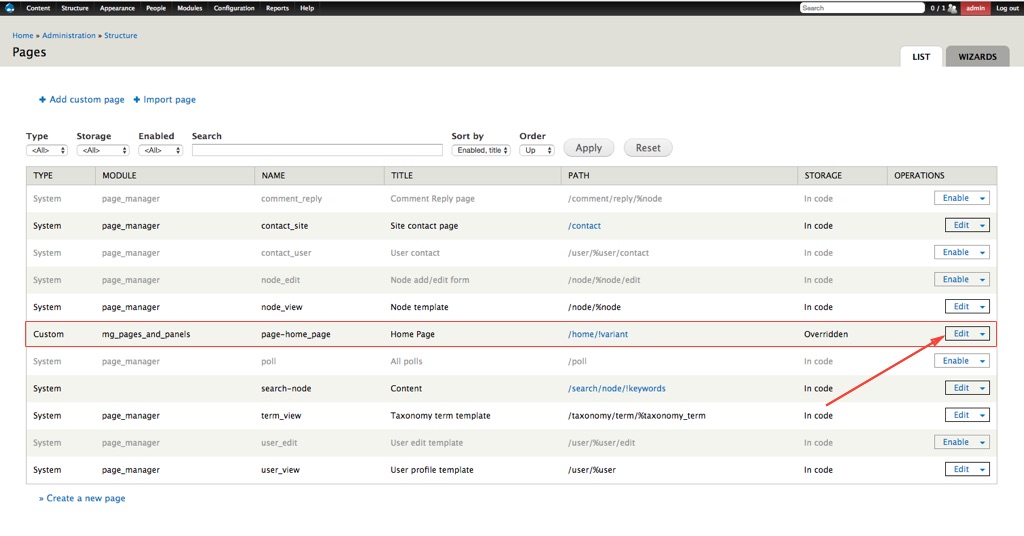 Content Structure Appearance People Modules Configuration Reports Help Search 0 / 1 admin Log out
Home » Administration » Structure
Pages
LIST WIZARDS
+ Add custom page + Import page
Type Storage Enabled Search Sort by Order
<All> <All> <All> Enabled, title Up Apply Reset
TYPE MODULE NAME TITLE PATH STORAGE OPERATIONS
System page_manager comment_reply Comment Reply page /comment/reply/%node In code Enable
System page_manager contact_site Site contact page /contact In code Edit
System page_manager contact_user User contact /user/%user/contact In code Enable
System page_manager node_edit Node add/edit form /node/%node/edit In code Enable
System page_manager node_view Node template /node/%node In code Edit
Custom mg_pages_and_panels page-home_page Home Page /home/!variant Overridden Edit
System page_manager poll All polls /poll In code Enable
System search-node Content /search/node/!keywords In code Edit
System page_manager term_view Taxonomy term template /taxonomy/term/%taxonomy_term In code Edit
System page_manager user_edit User edit template /user/%user/edit In code Enable
System page_manager user_view User profile template /user/%user In code Edit
» Create a new page